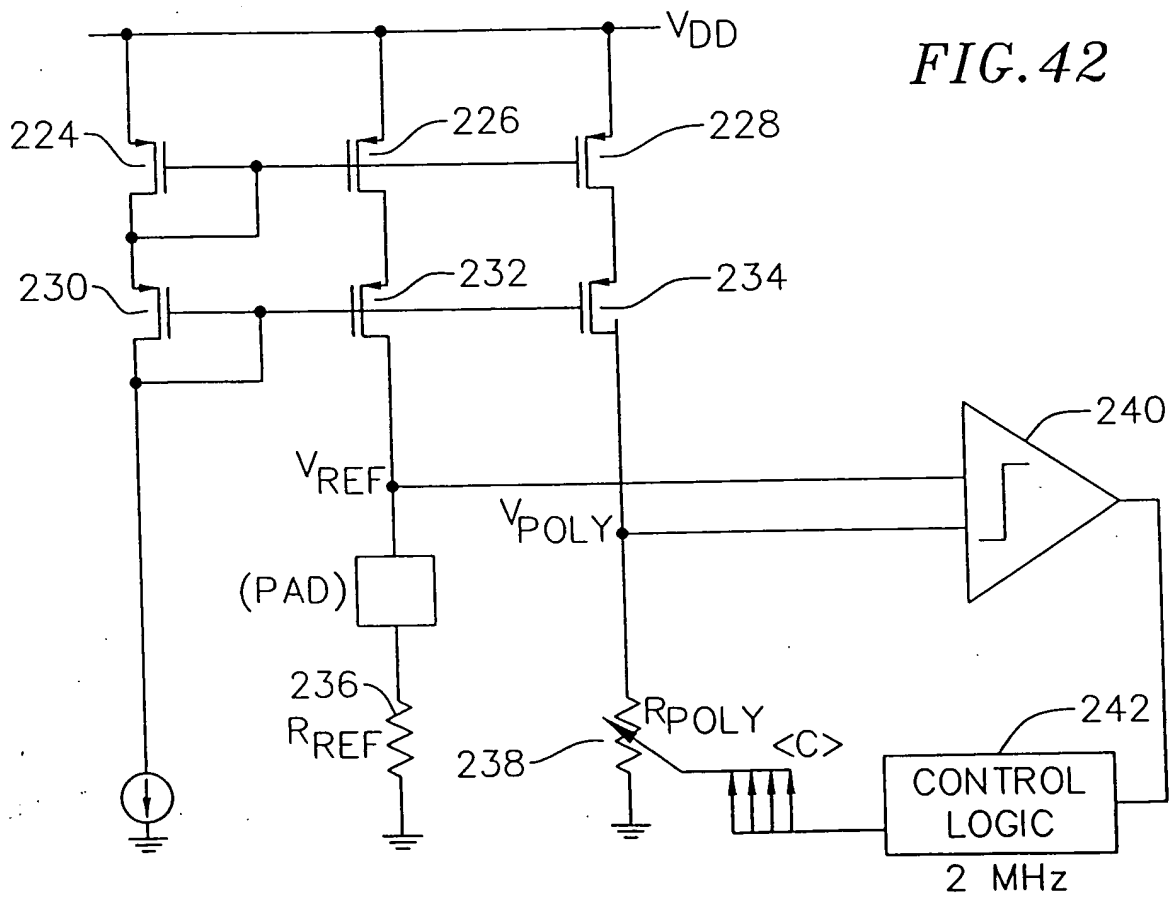 VDD
FIG. 42
224
226
228
230
232
234
240
VREF
VPOLY
(PAD)
236
RREF
RPOLY
238
<C>
242
CONTROL
LOGIC
2 MHz